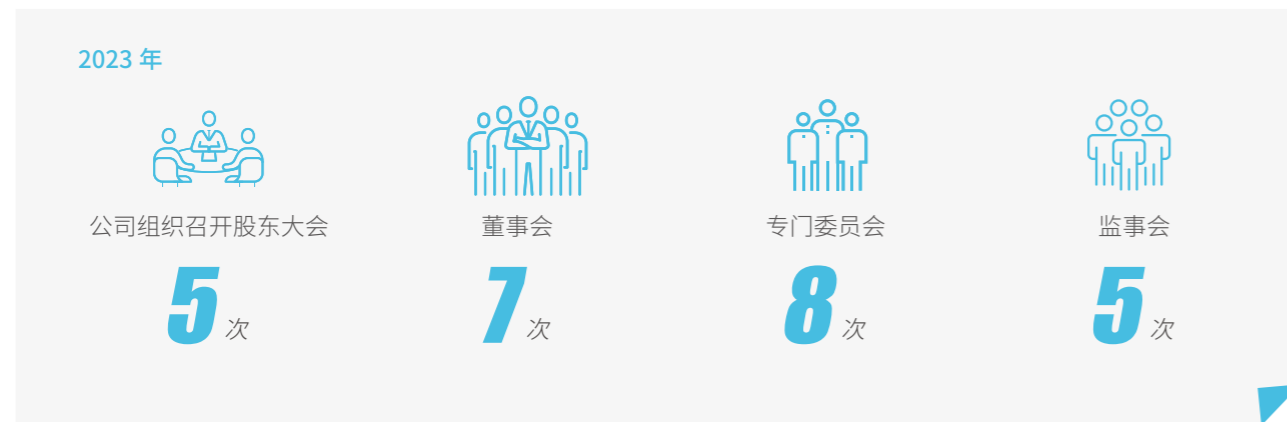 2023 年
公司组织召开股东大会
5 次
董事会
7 次
专门委员会
8 次
监事会
5 次